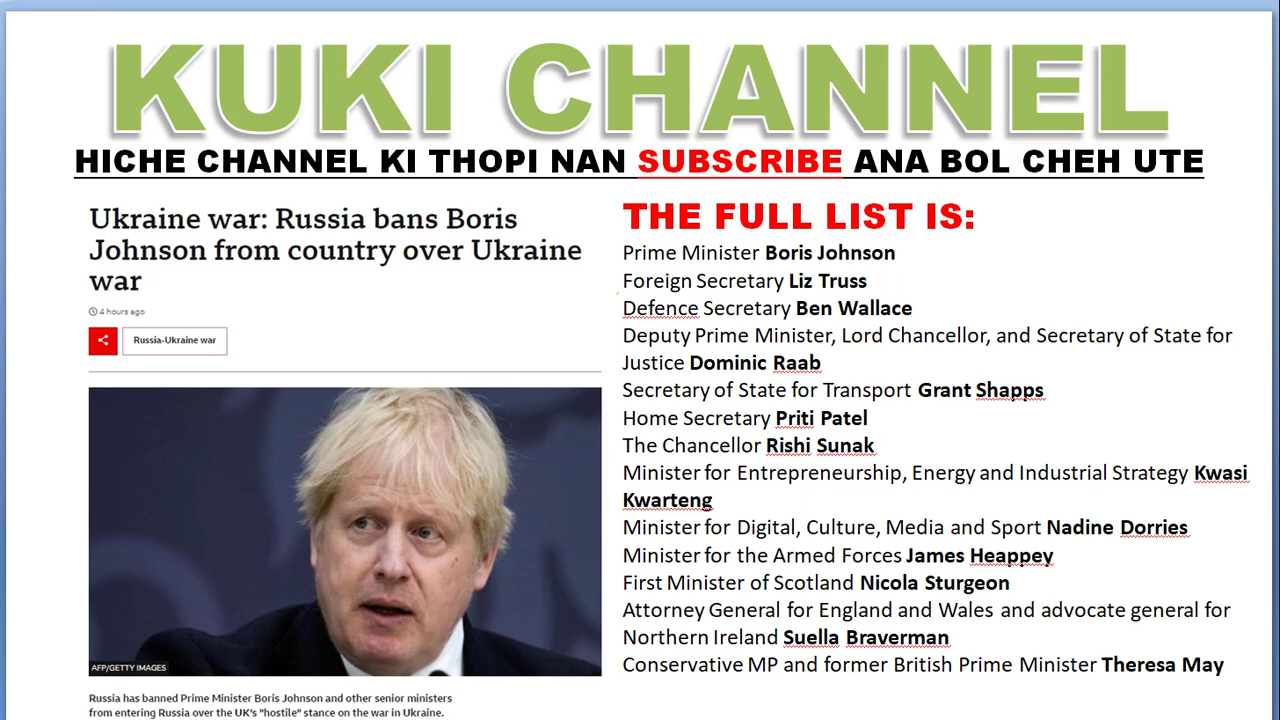 KUKI CHANNEL
HICHE CHANNEL KI THOPI NAN SUBSCRIBE ANA BOL CHEH UTE
Ukraine war: Russia bans Boris
Johnson from country over Ukraine
war
4 hours ago
Russia-Ukraine war
AFP/GETTY IMAGES
Russia has banned Prime Minister Boris Johnson and other senior ministers
from entering Russia over the UK's "hostile" stance on the war in Ukraine.
THE FULL LIST IS:
Prime Minister Boris Johnson
Foreign Secretary Liz Truss
Defence Secretary Ben Wallace
Deputy Prime Minister, Lord Chancellor, and Secretary of State for
Justice Dominic Raab
Secretary of State for Transport Grant Shapps
Home Secretary Priti Patel
The Chancellor Rishi Sunak
Minister for Entrepreneurship, Energy and Industrial Strategy Kwasi
Kwarteng
Minister for Digital, Culture, Media and Sport Nadine Dorries
Minister for the Armed Forces James Heappey
First Minister of Scotland Nicola Sturgeon
Attorney General for England and Wales and advocate general for
Northern Ireland Suella Braverman
Conservative MP and former British Prime Minister Theresa May